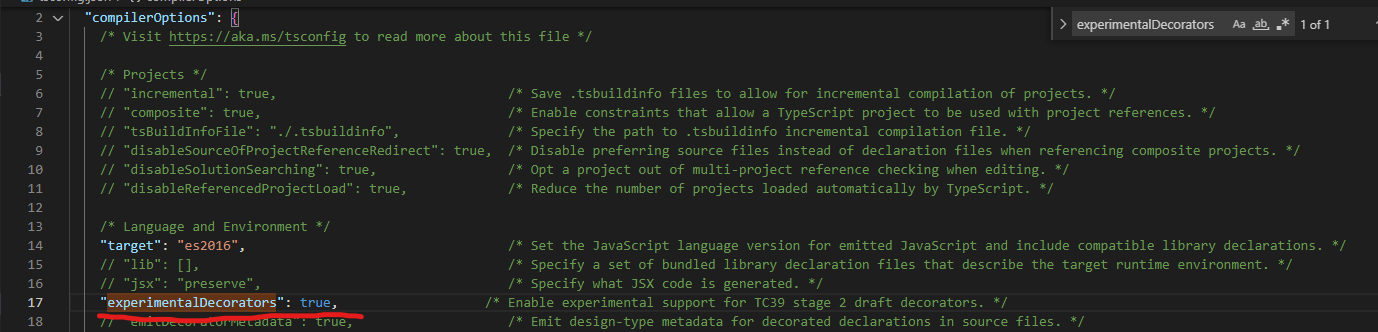 2 "compilerOptions": {
experimentalDecorators Aa ab .* 1 of 1
3 /* Visit https://aka.ms/tsconfig to read more about this file */
4
5 /* Projects */
6 // "incremental": true, /* Save .tsbuildinfo files to allow for incremental compilation of projects. */
7 // "composite": true, /* Enable constraints that allow a TypeScript project to be used with project references. */
8 // "tsBuildInfoFile": "./.tsbuildinfo", /* Specify the path to .tsbuildinfo incremental compilation file. */
9 // "disableSourceOfProjectReferenceRedirect": true, /* Disable preferring source files instead of declaration files when referencing composite projects. */
10 // "disableSolutionSearching": true, /* Opt a project out of multi-project reference checking when editing. */
11 // "disableReferencedProjectLoad": true, /* Reduce the number of projects loaded automatically by TypeScript. */
12
13 /* Language and Environment */
14 "target": "es2016", /* Set the JavaScript language version for emitted JavaScript and include compatible library declarations. */
15 // "lib": [], /* Specify a set of bundled library declaration files that describe the target runtime environment. */
16 // "jsx": "preserve", /* Specify what JSX code is generated. */
17 "experimentalDecorators": true, /* Enable experimental support for TC39 stage 2 draft decorators. */
18 // "emitDecoratorMetadata": true, /* Emit design-type metadata for decorated declarations in source files. */